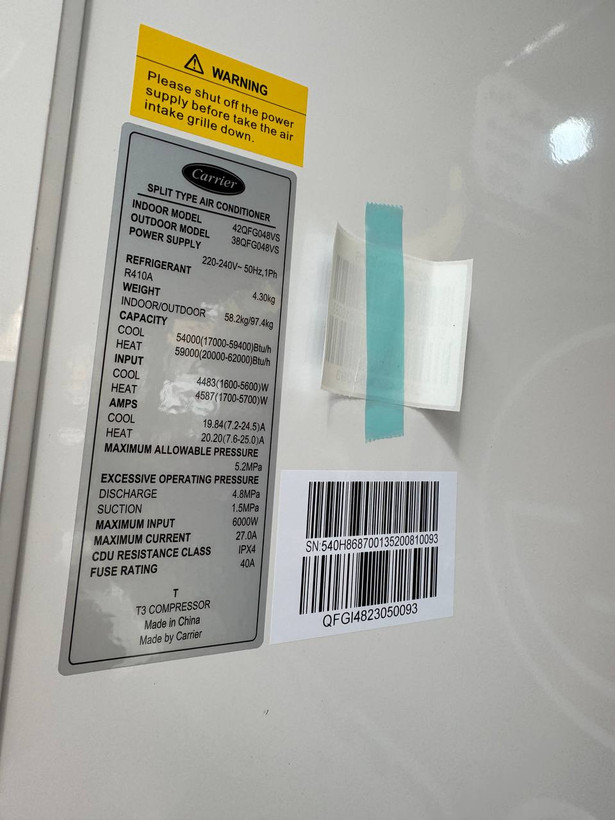 WARNING
Please shut off the power
supply before take the air
intake grille down.
Carrier
SPLIT TYPE AIR CONDITIONER
INDOOR MODEL 42QFG048VS
OUTDOOR MODEL 38QFG048VS
POWER SUPPLY
220-240V~ 50Hz,1Ph
REFRIGERANT
R410A 4.30kg
WEIGHT
INDOOR/OUTDOOR 58.2kg/97.4kg
CAPACITY
COOL 54000(17000-59400)Btu/h
HEAT 59000(20000-62000)Btu/h
INPUT
COOL 4483(1600-5600)W
HEAT 4587(1700-5700)W
AMPS
COOL 19.84(7.2-24.5)A
HEAT 20.20(7.6-25.0)A
MAXIMUM ALLOWABLE PRESSURE
5.2MPa
EXCESSIVE OPERATING PRESSURE
DISCHARGE 4.8MPa
SUCTION 1.5MPa
MAXIMUM INPUT 6000W
MAXIMUM CURRENT 27.0A
CDU RESISTANCE CLASS IPX4
FUSE RATING 40A
T
T3 COMPRESSOR
Made in China
Made by Carrier
SN:540H868700135200810093
QFGI4823050093